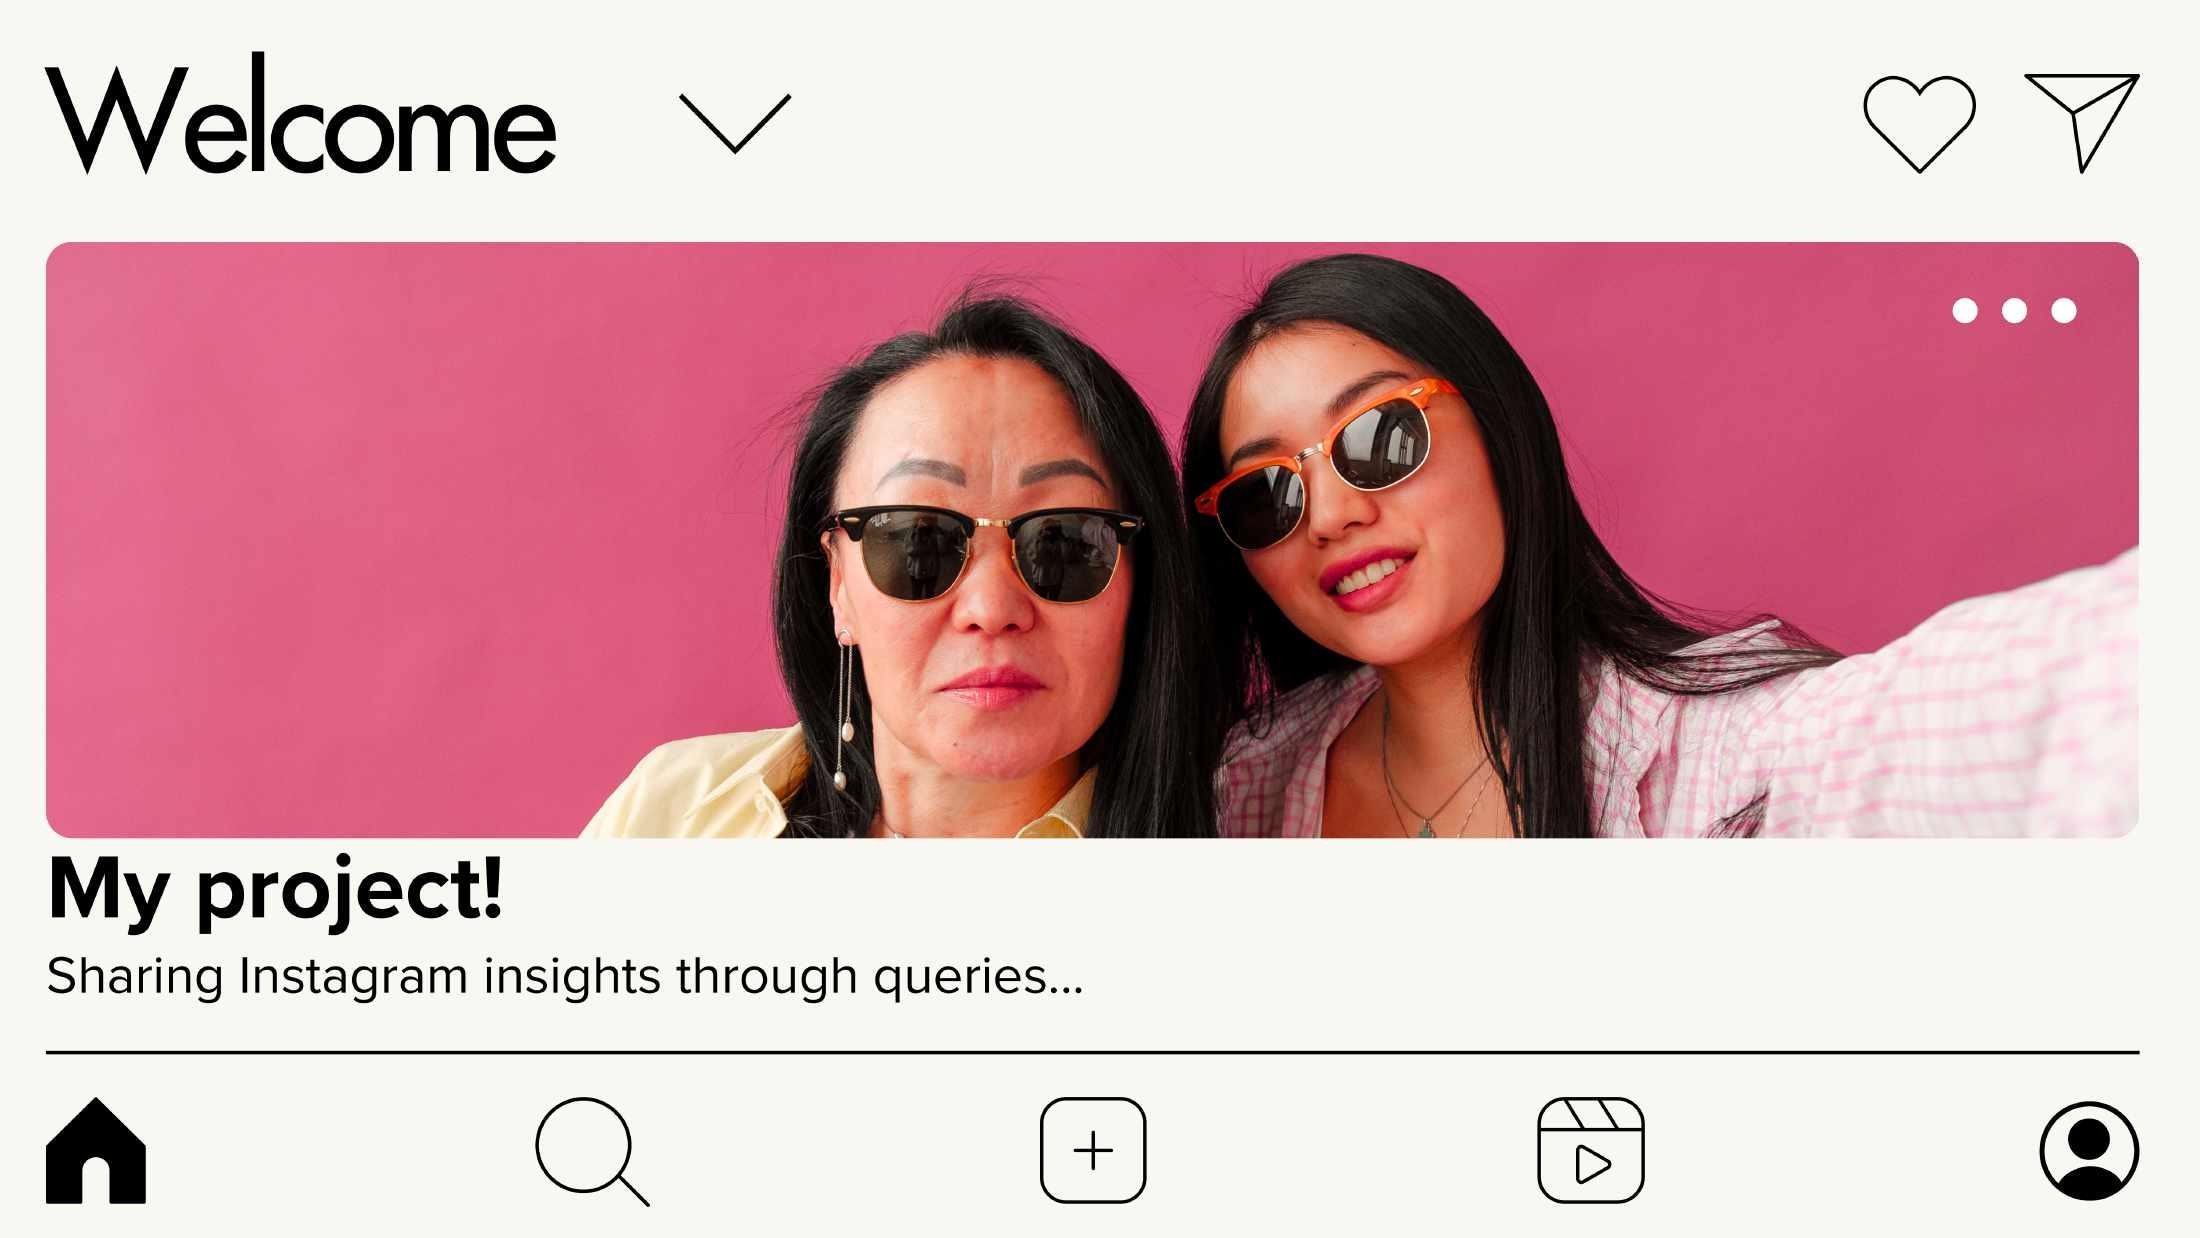 Welcome
My project!
Sharing Instagram insights through queries...